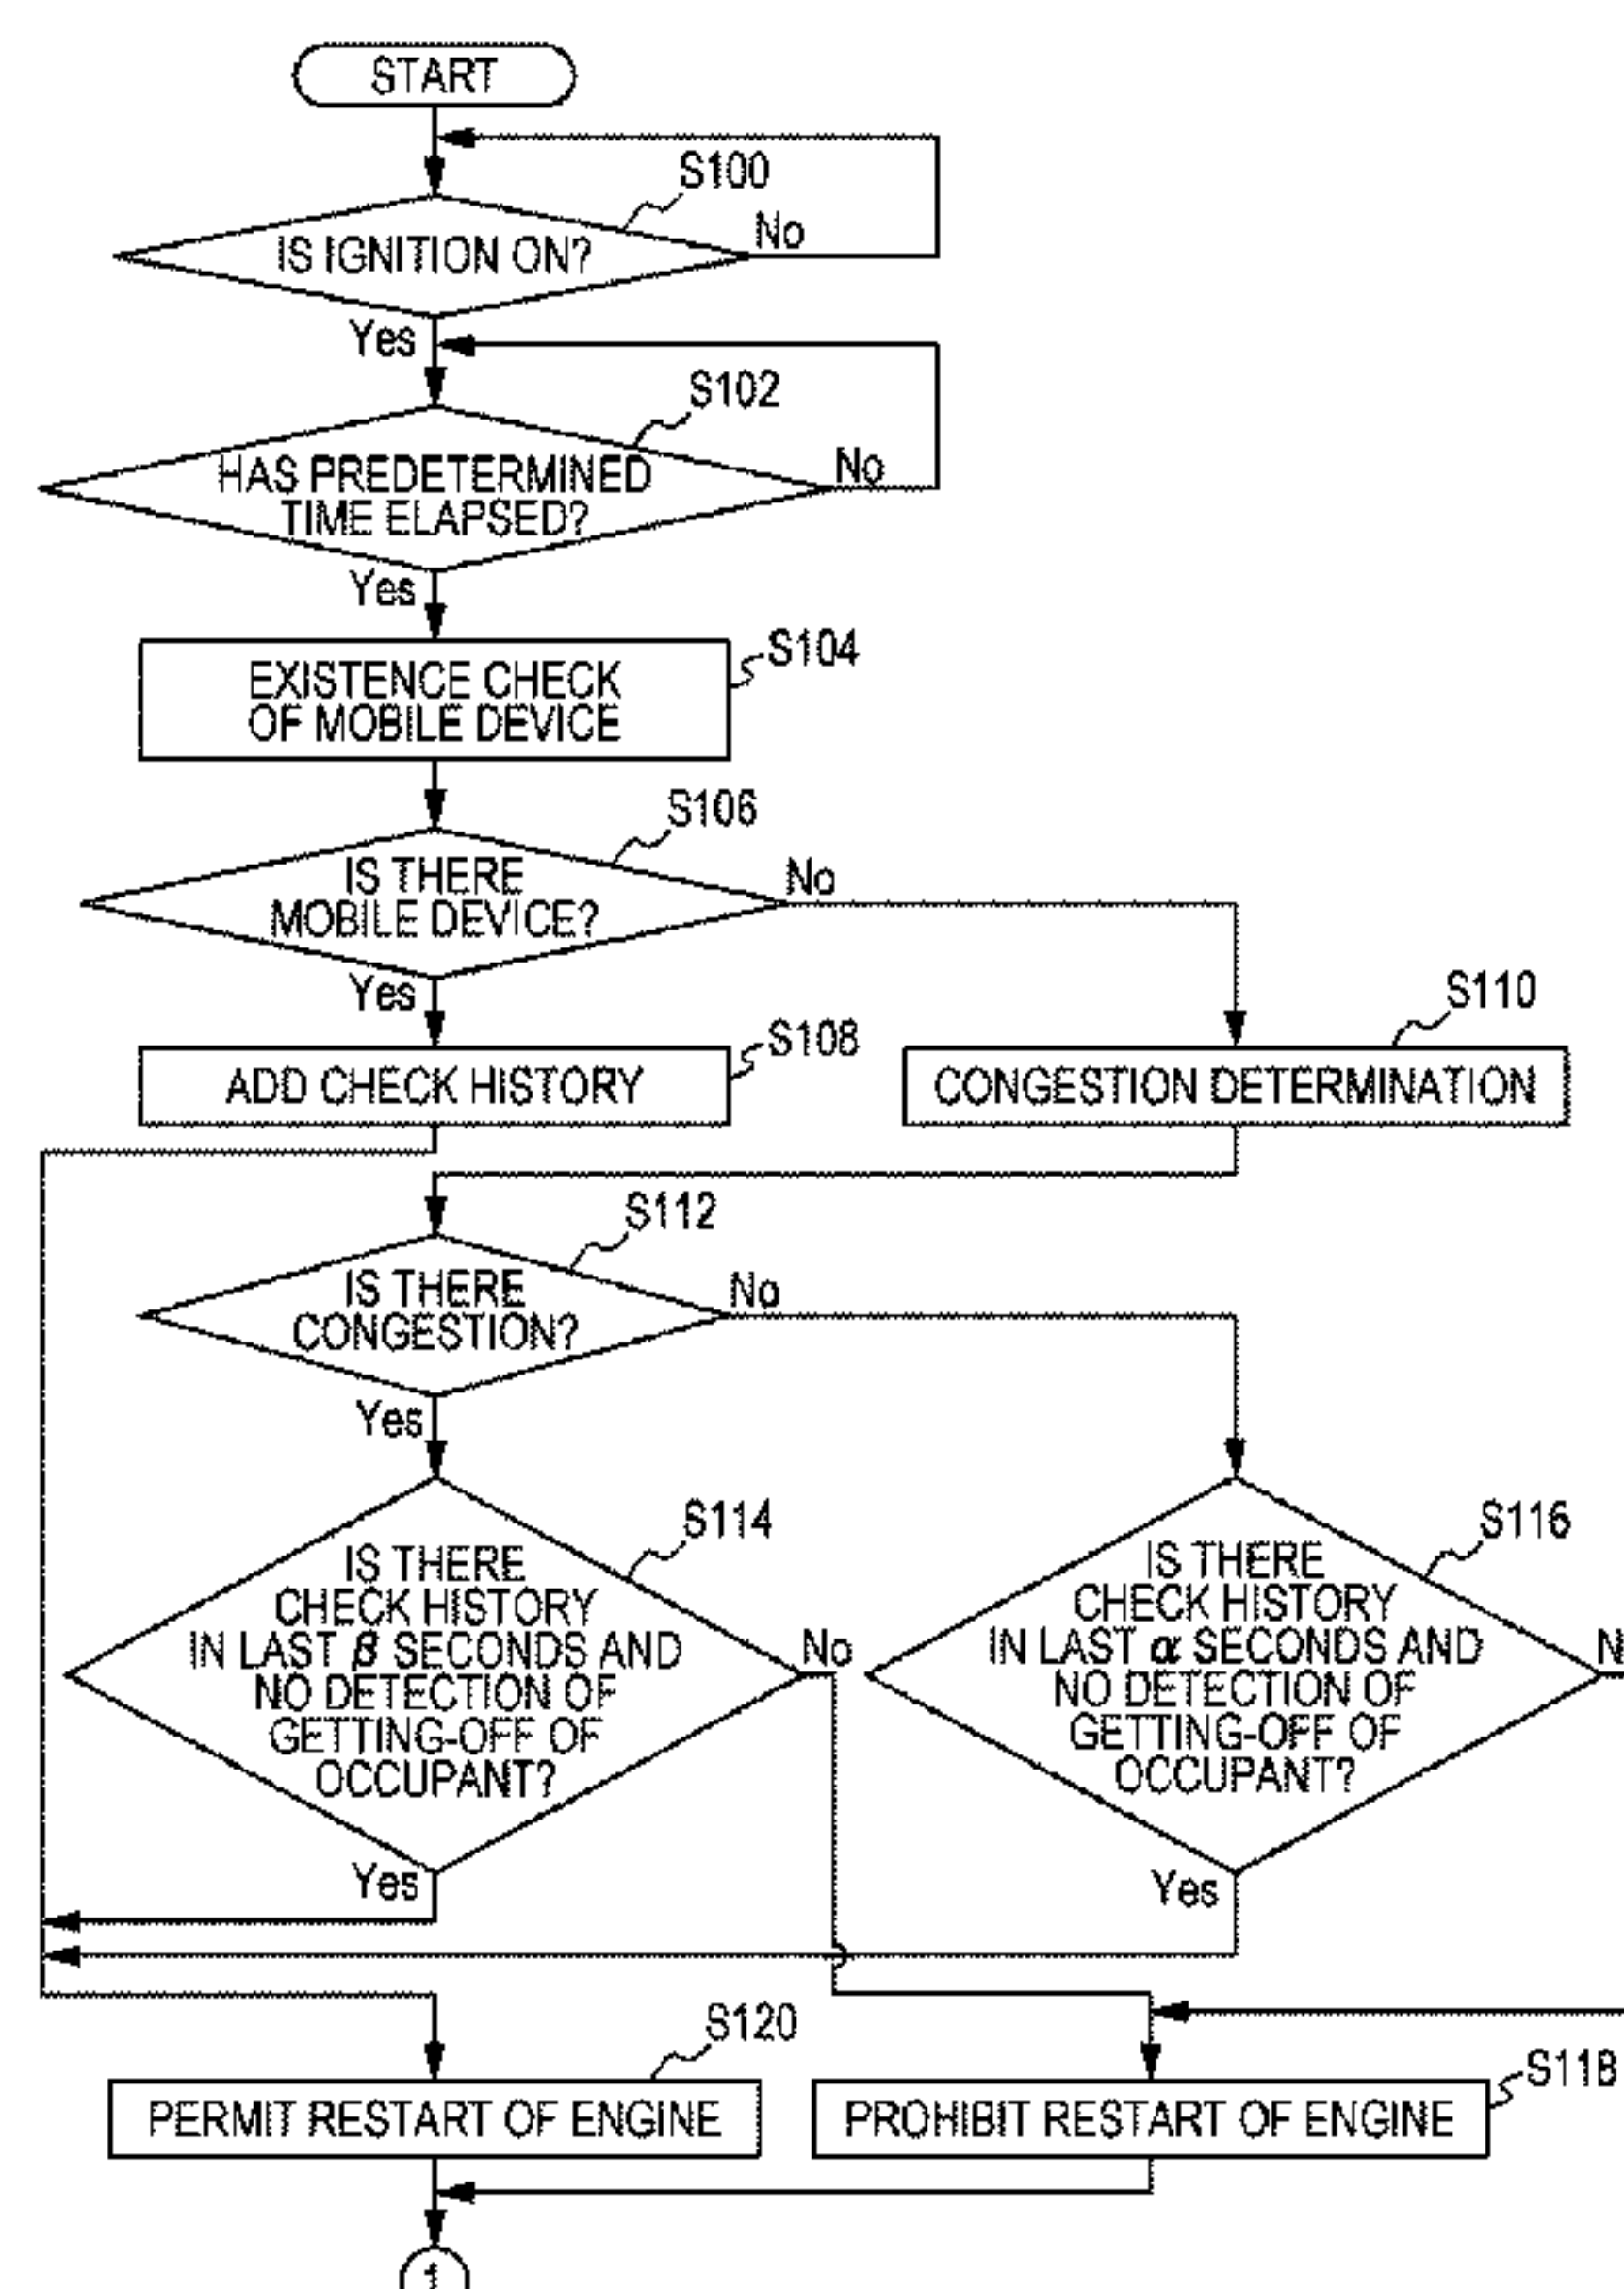 START
S100
IS IGNITION ON?
No
Yes
S102
HAS PREDETERMINED
TIME ELAPSED?
No
Yes
S104
EXISTENCE CHECK
OF MOBILE DEVICE
S106
IS THERE
MOBILE DEVICE?
No
Yes
S108
ADD CHECK HISTORY
S110
CONGESTION DETERMINATION
S112
IS THERE
CONGESTION?
No
Yes
S114
IS THERE
CHECK HISTORY
IN LAST β SECONDS AND
NO DETECTION OF
GETTING-OFF OF
OCCUPANT?
No
Yes
S116
IS THERE
CHECK HISTORY
IN LAST α SECONDS AND
NO DETECTION OF
GETTING-OFF OF
OCCUPANT?
Yes
S120
PERMIT RESTART OF ENGINE
S118
PROHIBIT RESTART OF ENGINE
1